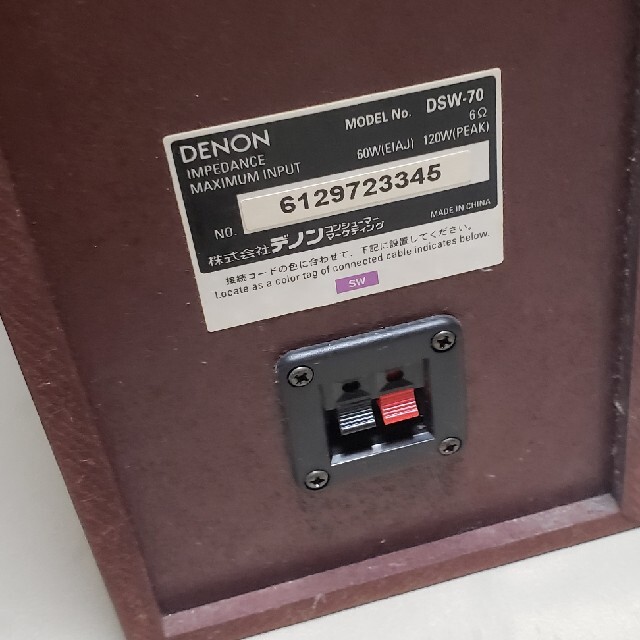 DENON MODEL No. DSW-70
IMPEDANCE 6Ω
MAXIMUM INPUT 60W(EIAJ) 120W(PEAK)
NO. 6129723345
株式会社デノン コンシューマー マーケティング MADE IN CHINA
接続コードの色に合わせて、下記に設置してください。
Locate as a color tag of connected cable indicates below.
SW